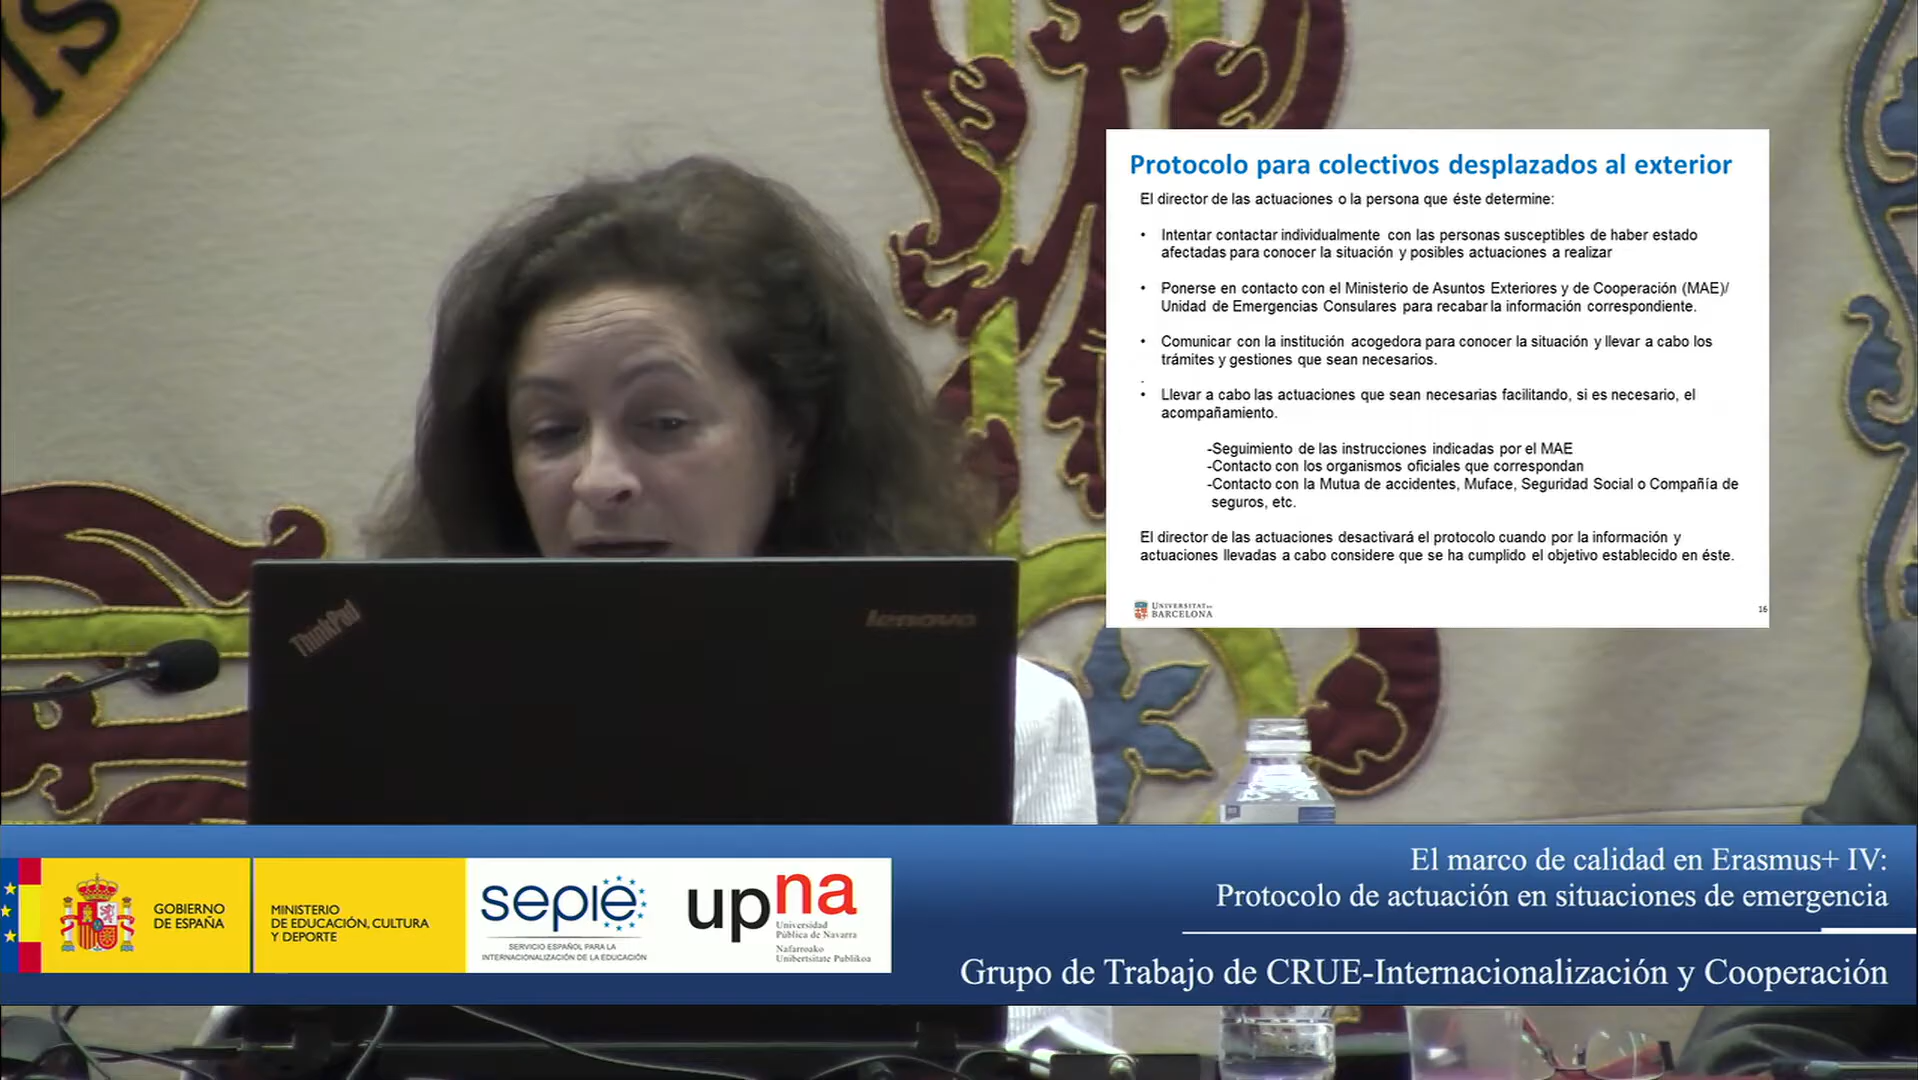 IS
Protocolo para colectivos desplazados al exterior
El director de las actuaciones o la persona que éste determine:
• Intentar contactar individualmente con las personas susceptibles de haber estado
afectadas para conocer la situación y posibles actuaciones a realizar
• Ponerse en contacto con el Ministerio de Asuntos Exteriores y de Cooperación (MAE)/
Unidad de Emergencias Consulares para recabar la información correspondiente.
• Comunicar con la institución acogedora para conocer la situación y llevar a cabo los
trámites y gestiones que sean necesarios.
.
• Llevar a cabo las actuaciones que sean necesarias facilitando, si es necesario, el
acompañamiento.
-Seguimiento de las instrucciones indicadas por el MAE
-Contacto con los organismos oficiales que correspondan
-Contacto con la Mutua de accidentes, Muface, Seguridad Social o Compañía de
seguros, etc.
El director de las actuaciones desactivará el protocolo cuando por la información y
actuaciones llevadas a cabo considere que se ha cumplido el objetivo establecido en éste.
UNIVERSITAT DE
BARCELONA
16
ThinkPad
lenovo
GOBIERNO
DE ESPAÑA
MINISTERIO
DE EDUCACIÓN, CULTURA
Y DEPORTE
sepie
SERVICIO ESPAÑOL PARA LA
INTERNACIONALIZACIÓN DE LA EDUCACIÓN
upna
Universidad
Pública de Navarra
Nafarroako
Unibertsitate Publikoa
El marco de calidad en Erasmus+ IV:
Protocolo de actuación en situaciones de emergencia
Grupo de Trabajo de CRUE-Internacionalización y Cooperación